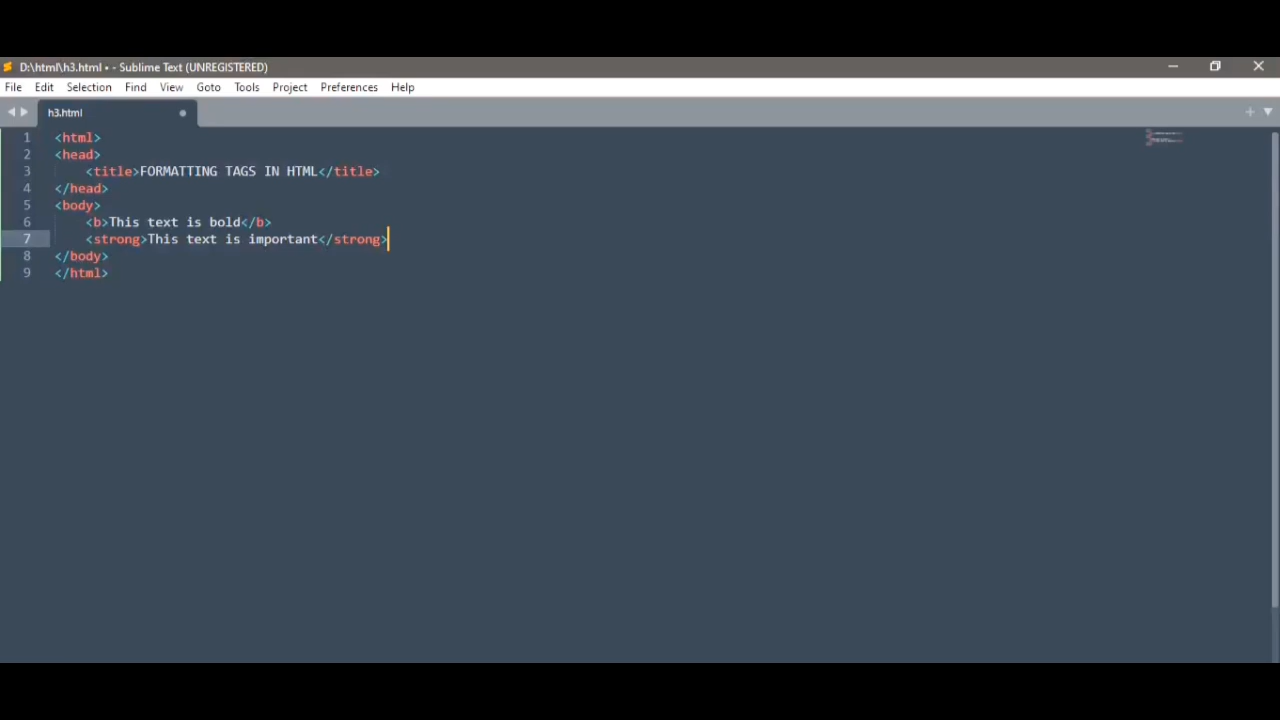 D:\html\h3.html • - Sublime Text (UNREGISTERED)
File Edit Selection Find View Goto Tools Project Preferences Help
h3.html
1 <html>
2 <head>
3 <title>FORMATTING TAGS IN HTML</title>
4 </head>
5 <body>
6 <b>This text is bold</b>
7 <strong>This text is important</strong>
8 </body>
9 </html>